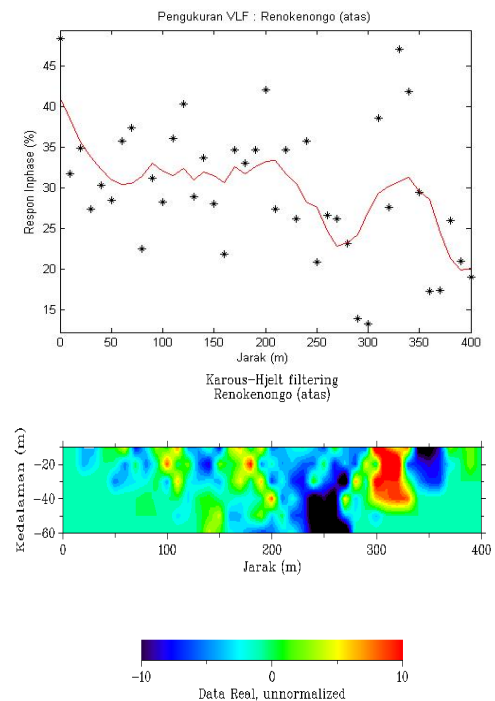 Pengukuran VLF : Renokenongo (atas)
Respon Inphase (%)
45
40
35
30
25
20
15
0 50 100 150 200 250 300 350 400
Jarak (m)
Karous-Hjelt filtering
Renokenongo (atas)
Kedalaman (m)
-20
-40
-60
0 100 200 300 400
Jarak (m)
-10 0 10
Data Real, unnormalized